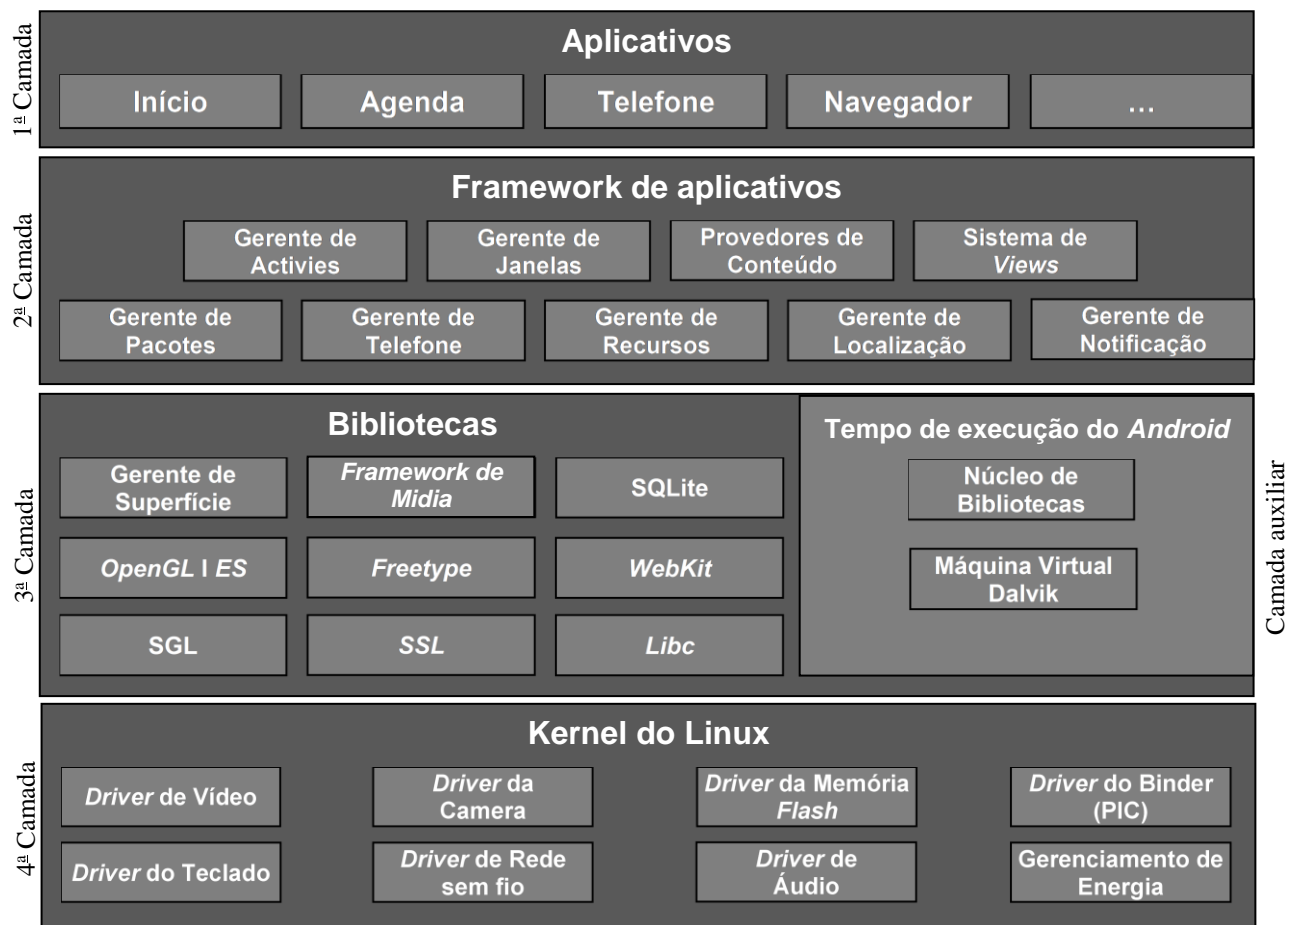 1ª Camada
Aplicativos
Início
Agenda
Telefone
Navegador
...
2ª Camada
Framework de aplicativos
Gerente de
Activies
Gerente de
Janelas
Provedores de
Conteúdo
Sistema de
Views
Gerente de
Pacotes
Gerente de
Telefone
Gerente de
Recursos
Gerente de
Localização
Gerente de
Notificação
3ª Camada
Bibliotecas
Gerente de
Superfície
Framework de
Midia
SQLite
OpenGL I ES
Freetype
WebKit
SGL
SSL
Libc
Tempo de execução do Android
Núcleo de
Bibliotecas
Máquina Virtual
Dalvik
Camada auxiliar
4ª Camada
Kernel do Linux
Driver de Vídeo
Driver da
Camera
Driver da Memória
Flash
Driver do Binder
(PIC)
Driver do Teclado
Driver de Rede
sem fio
Driver de
Áudio
Gerenciamento de
Energia